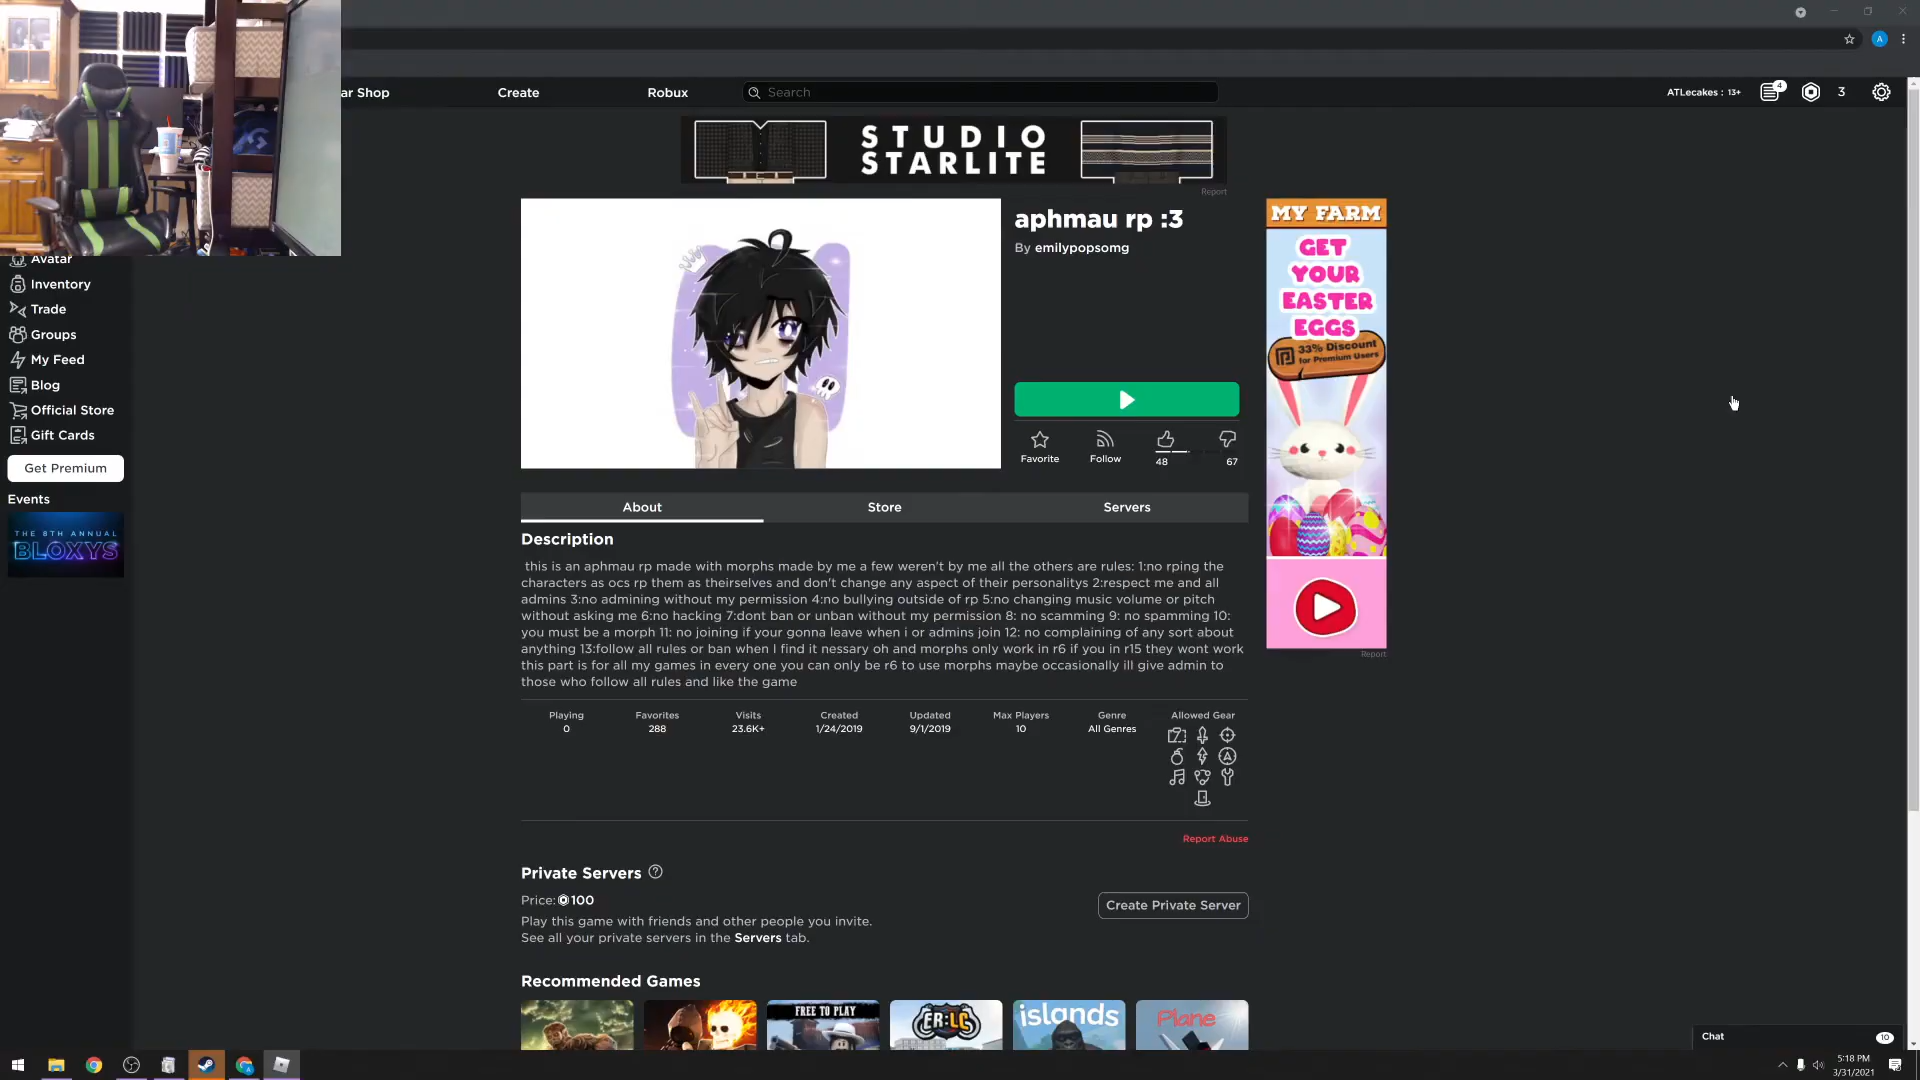 ar Shop
Create
Robux
Search
ATLecakes : 13+
4
3
STUDIO
STARLITE
Report
aphmau rp :3
By emilypopsomg
Favorite
Follow
48
67
MY FARM
GET
YOUR
EASTER
EGGS
33% Discount
for Premium Users
Report
Avatar
Inventory
Trade
Groups
My Feed
Blog
Official Store
Gift Cards
Get Premium
Events
THE 8TH ANNUAL
BLOXYS
About
Store
Servers
Description
this is an aphmau rp made with morphs made by me a few weren't by me all the others are rules: 1:no rping the
characters as ocs rp them as theirselves and don't change any aspect of their personalitys 2:respect me and all
admins 3:no admining without my permission 4:no bullying outside of rp 5:no changing music volume or pitch
without asking me 6:no hacking 7:dont ban or unban without my permission 8: no scamming 9: no spamming 10:
you must be a morph 11: no joining if your gonna leave when i or admins join 12: no complaining of any sort about
anything 13:follow all rules or ban when I find it nessary oh and morphs only work in r6 if you in r15 they wont work
this part is for all my games in every one you can only be r6 to use morphs maybe occasionally ill give admin to
those who follow all rules and like the game
Playing
0
Favorites
288
Visits
23.6K+
Created
1/24/2019
Updated
9/1/2019
Max Players
10
Genre
All Genres
Allowed Gear
Report Abuse
Private Servers
Price: 100
Play this game with friends and other people you invite.
See all your private servers in the Servers tab.
Create Private Server
Recommended Games
FREE TO PLAY
ER:LC
islands
Plane
Chat
10
5:18 PM
3/31/2021